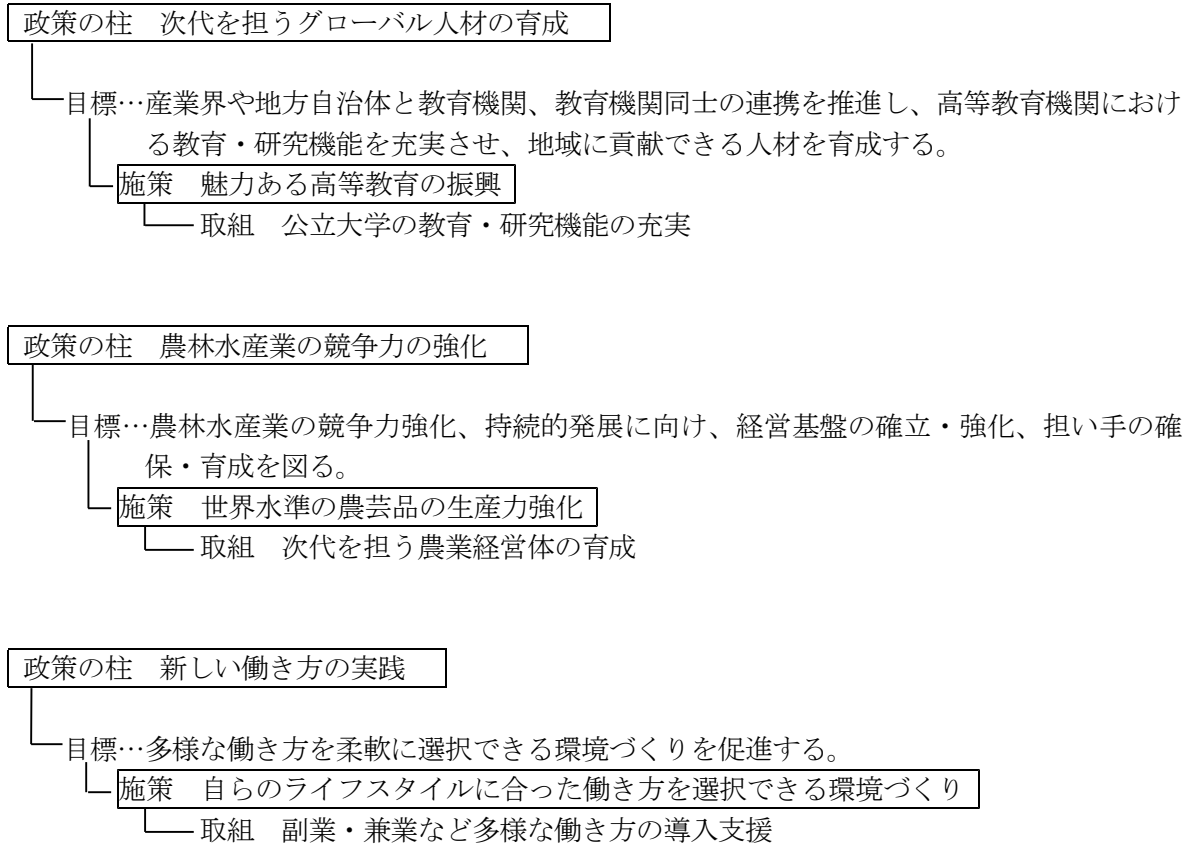 政策の柱　次代を担うグローバル人材の育成
目標…産業界や地方自治体と教育機関、教育機関同士の連携を推進し、高等教育機関におけ
る教育・研究機能を充実させ、地域に貢献できる人材を育成する。
施策　魅力ある高等教育の振興
取組　公立大学の教育・研究機能の充実
政策の柱　農林水産業の競争力の強化
目標…農林水産業の競争力強化、持続的発展に向け、経営基盤の確立・強化、担い手の確
保・育成を図る。
施策　世界水準の農芸品の生産力強化
取組　次代を担う農業経営体の育成
政策の柱　新しい働き方の実践
目標…多様な働き方を柔軟に選択できる環境づくりを促進する。
施策　自らのライフスタイルに合った働き方を選択できる環境づくり
取組　副業・兼業など多様な働き方の導入支援